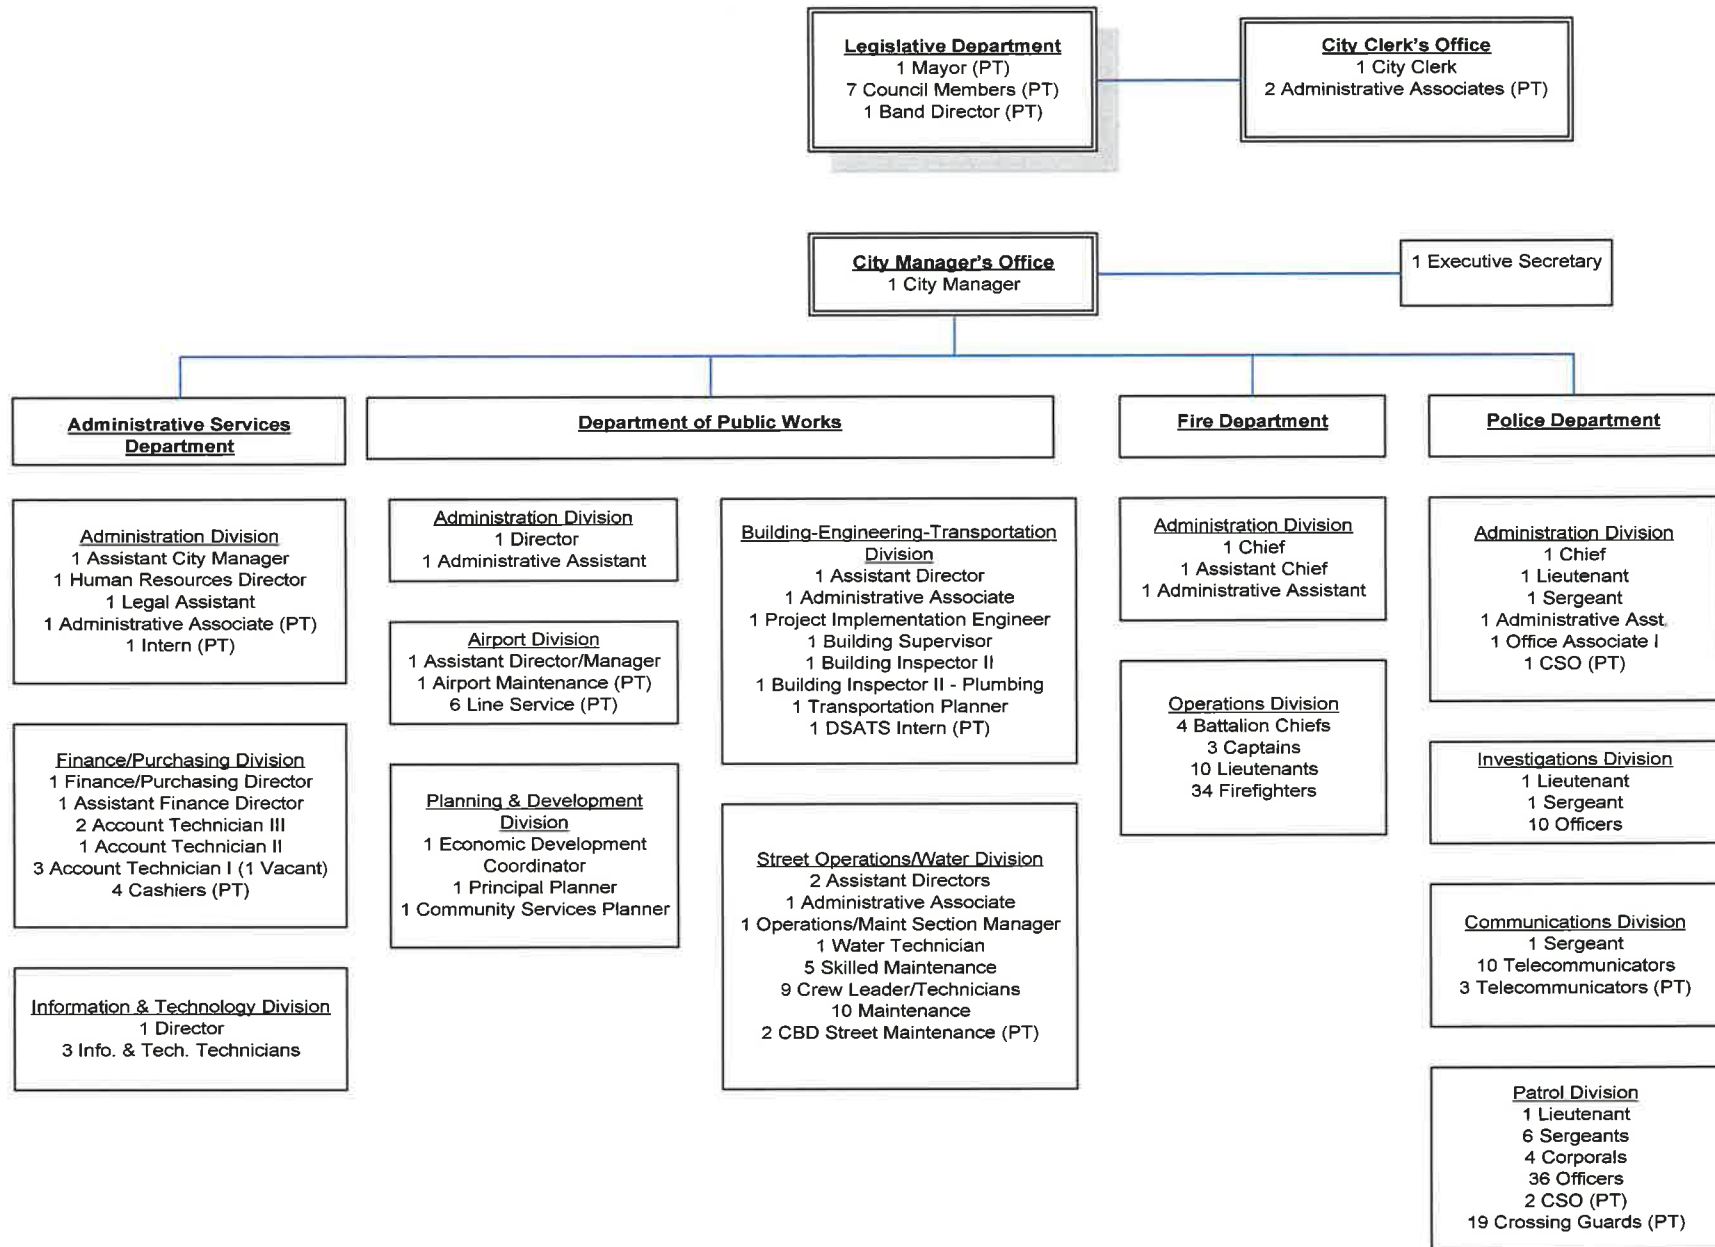 Legislative Department
1 Mayor (PT)
7 Council Members (PT)
1 Band Director (PT)
City Clerk's Office
1 City Clerk
2 Administrative Associates (PT)
City Manager's Office
1 City Manager
1 Executive Secretary
Administrative Services
Department
Department of Public Works
Fire Department
Police Department
Administration Division
1 Assistant City Manager
1 Human Resources Director
1 Legal Assistant
1 Administrative Associate (PT)
1 Intern (PT)
Finance/Purchasing Division
1 Finance/Purchasing Director
1 Assistant Finance Director
2 Account Technician III
1 Account Technician II
3 Account Technician I (1 Vacant)
4 Cashiers (PT)
Information & Technology Division
1 Director
3 Info. & Tech. Technicians
Administration Division
1 Director
1 Administrative Assistant
Airport Division
1 Assistant Director/Manager
1 Airport Maintenance (PT)
6 Line Service (PT)
Planning & Development
Division
1 Economic Development
Coordinator
1 Principal Planner
1 Community Services Planner
Building-Engineering-Transportation
Division
1 Assistant Director
1 Administrative Associate
1 Project Implementation Engineer
1 Building Supervisor
1 Building Inspector II
1 Building Inspector II - Plumbing
1 Transportation Planner
1 DSATS Intern (PT)
Street Operations/Water Division
2 Assistant Directors
1 Administrative Associate
1 Operations/Maint Section Manager
1 Water Technician
5 Skilled Maintenance
9 Crew Leader/Technicians
10 Maintenance
2 CBD Street Maintenance (PT)
Administration Division
1 Chief
1 Assistant Chief
1 Administrative Assistant
Operations Division
4 Battalion Chiefs
3 Captains
10 Lieutenants
34 Firefighters
Administration Division
1 Chief
1 Lieutenant
1 Sergeant
1 Administrative Asst.
1 Office Associate I
1 CSO (PT)
Investigations Division
1 Lieutenant
1 Sergeant
10 Officers
Communications Division
1 Sergeant
10 Telecommunicators
3 Telecommunicators (PT)
Patrol Division
1 Lieutenant
6 Sergeants
4 Corporals
36 Officers
2 CSO (PT)
19 Crossing Guards (PT)